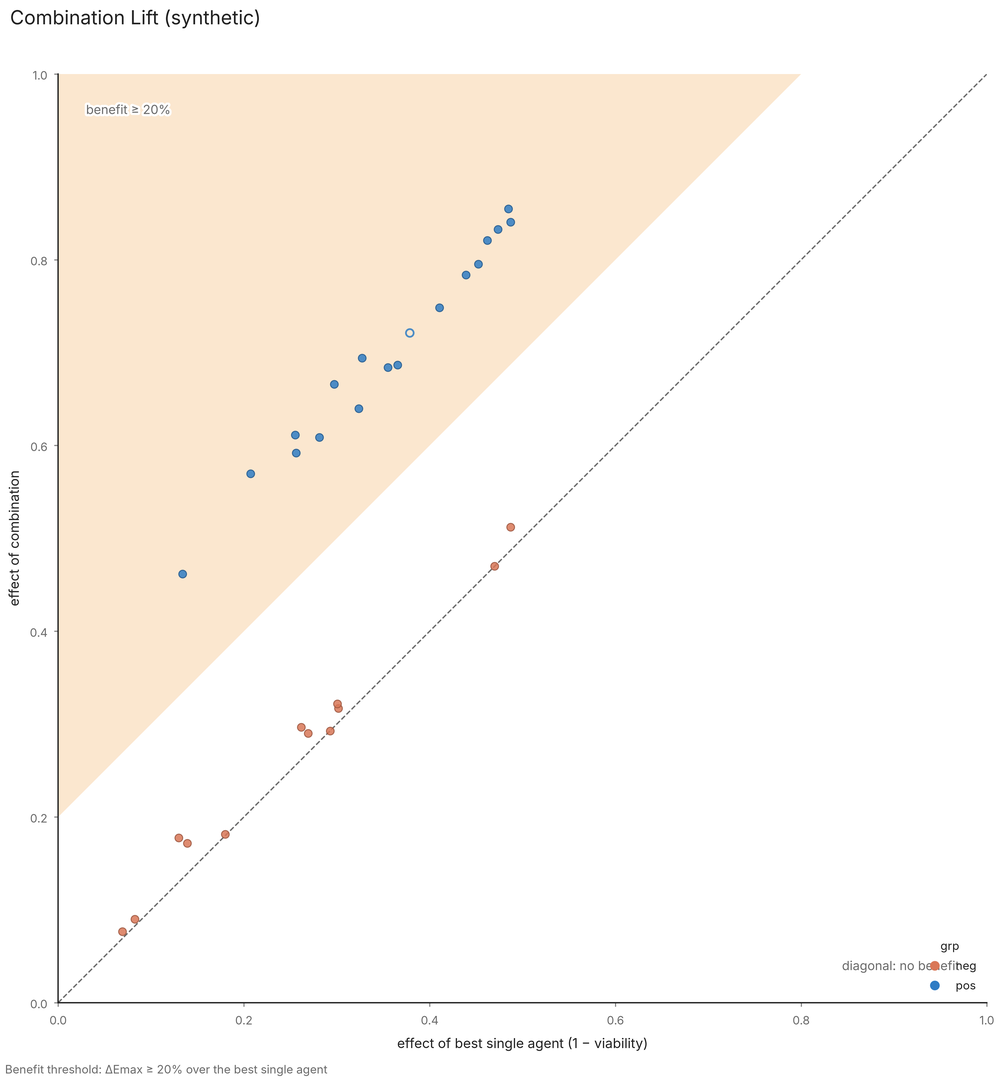 Combination Lift (synthetic)
1.0
benefit ≥ 20%
0.8
0.6
effect of combination
0.4
0.2
grp
diagonal: no benefit
neg
pos
0.0
0.0 0.2 0.4 0.6 0.8 1.0
effect of best single agent (1 − viability)
Benefit threshold: ΔEmax ≥ 20% over the best single agent